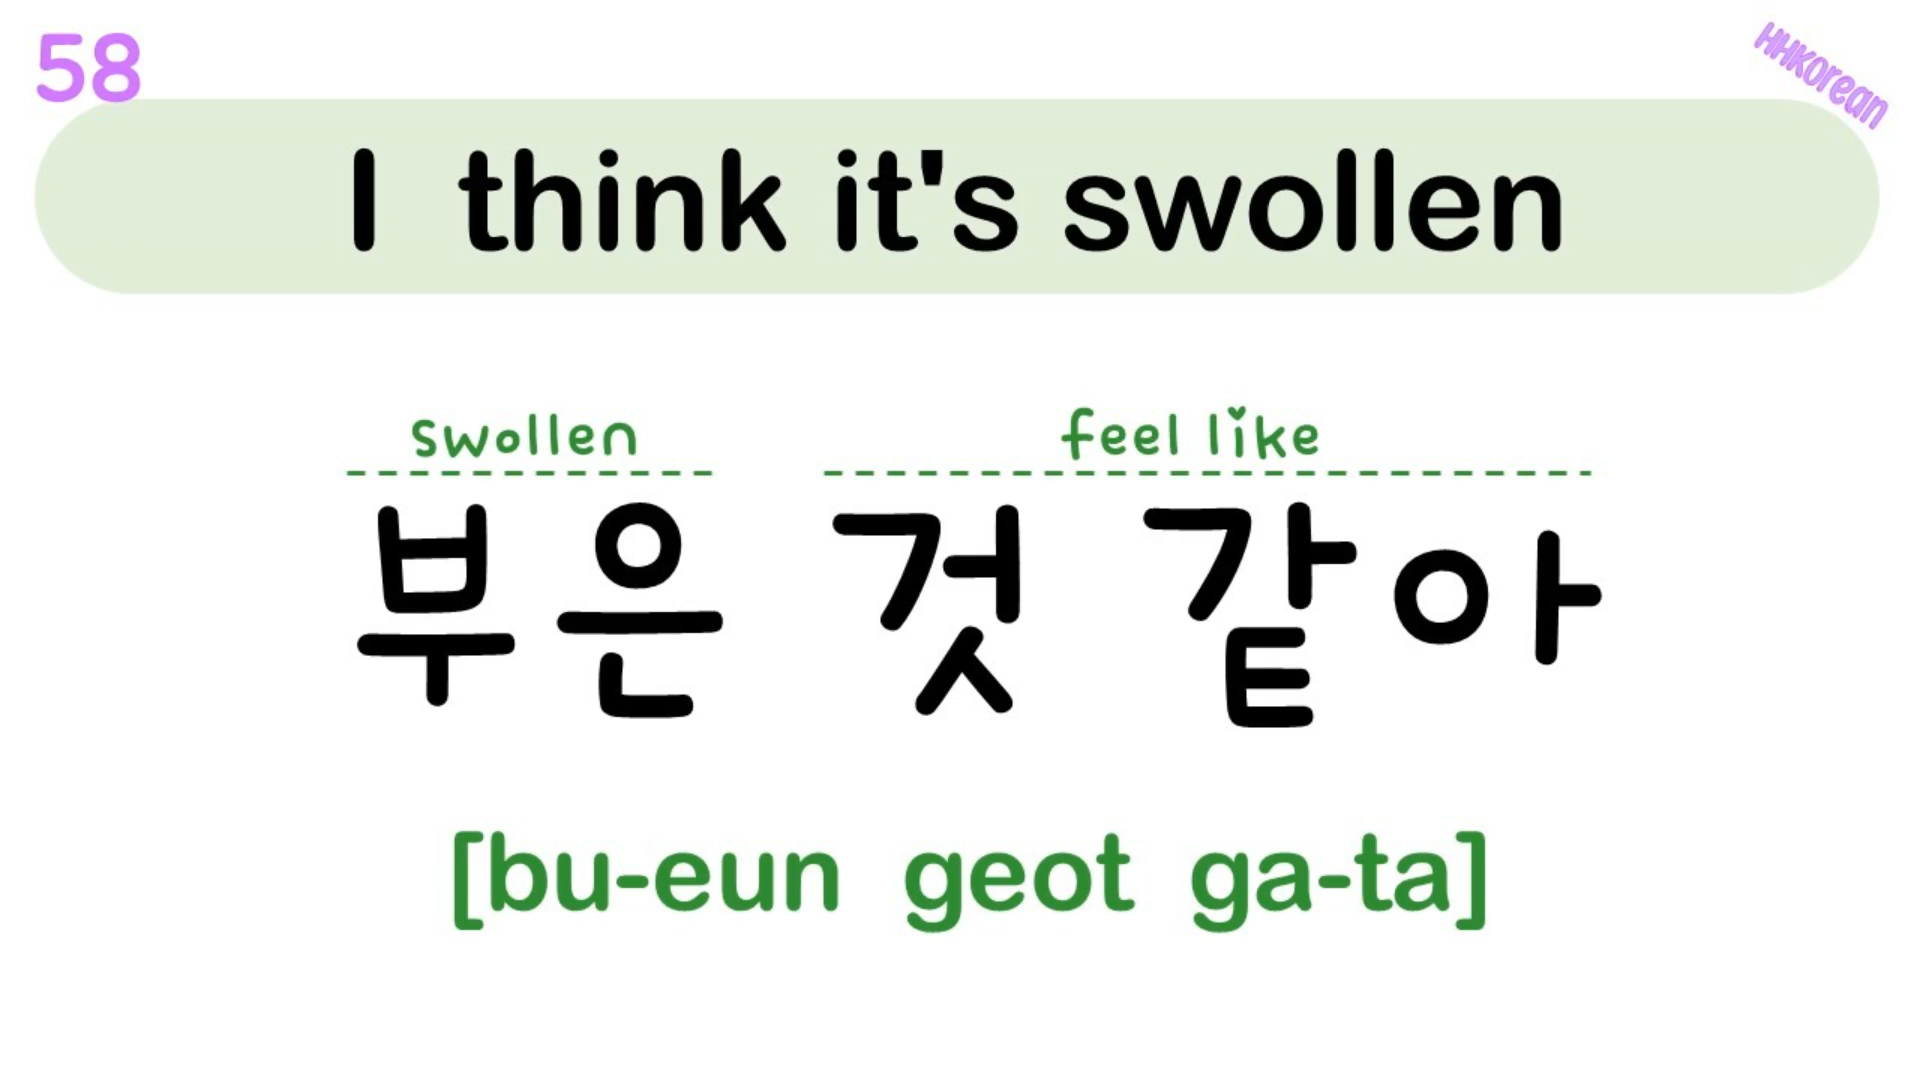 58
HHKorean
I think it's swollen
swollen feel like
부은 것 같아
[bu-eun geot ga-ta]